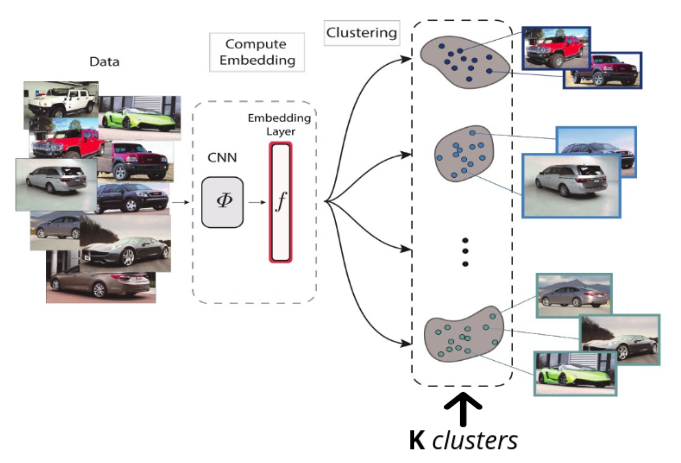 Data
Compute
Embedding
Clustering
CNN
Embedding
Layer
Φ
f
K clusters